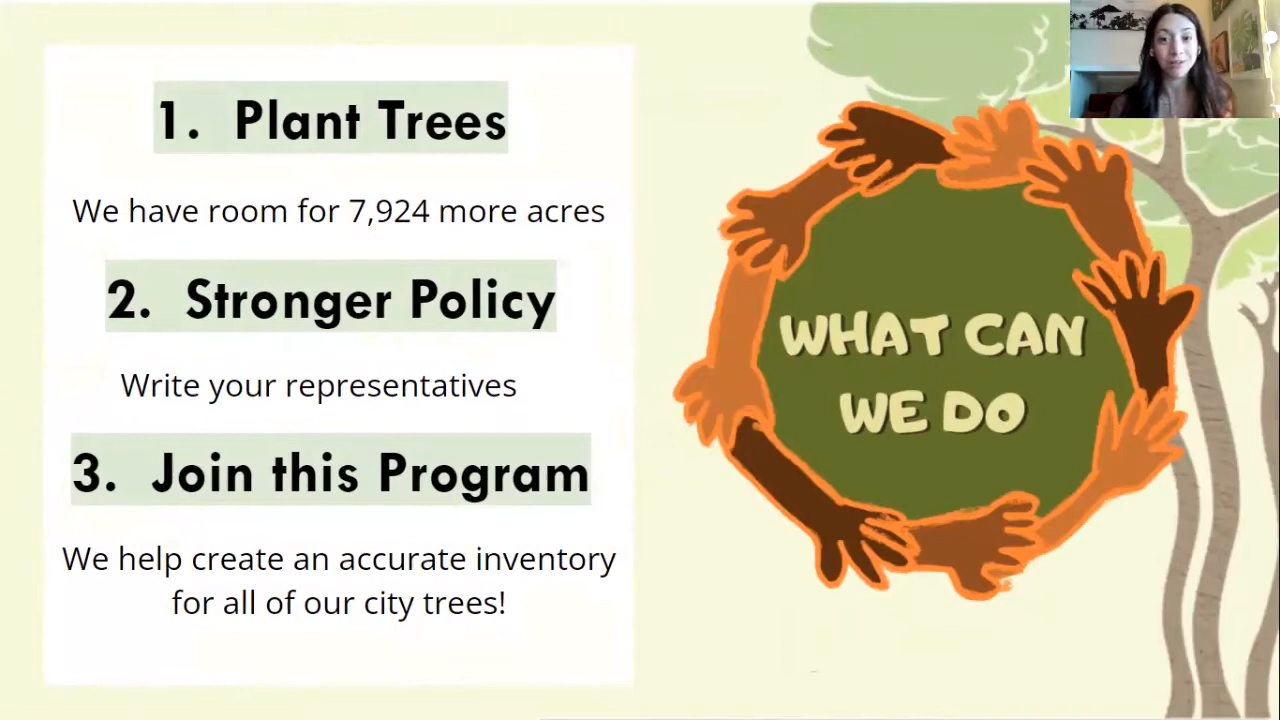 1. Plant Trees
We have room for 7,924 more acres
2. Stronger Policy
Write your representatives
3. Join this Program
We help create an accurate inventory
for all of our city trees!
WHAT CAN
WE DO